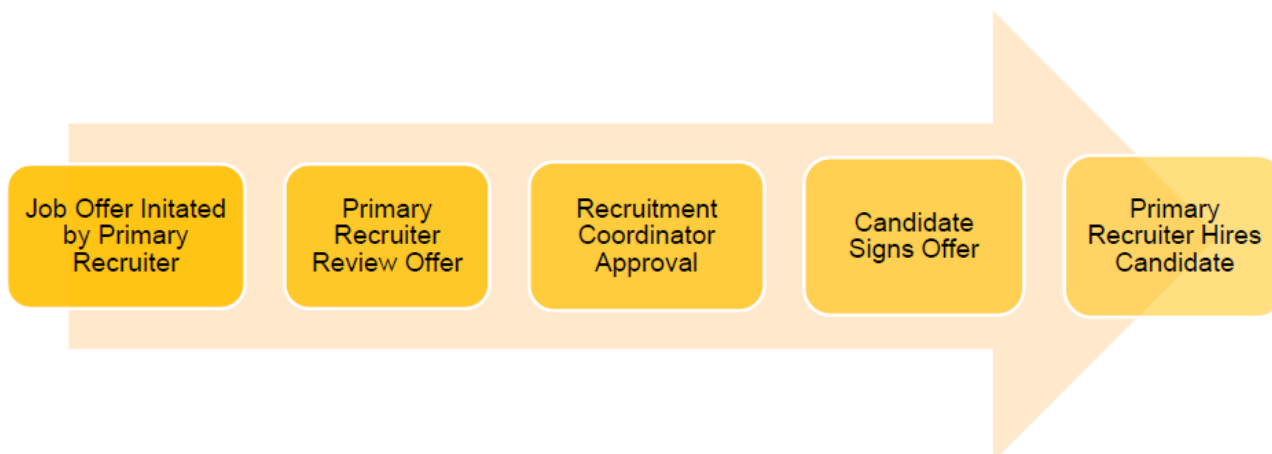 Job Offer Initated
by Primary
Recruiter
Primary
Recruiter
Review Offer
Recruitment
Coordinator
Approval
Candidate
Signs Offer
Primary
Recruiter Hires
Candidate